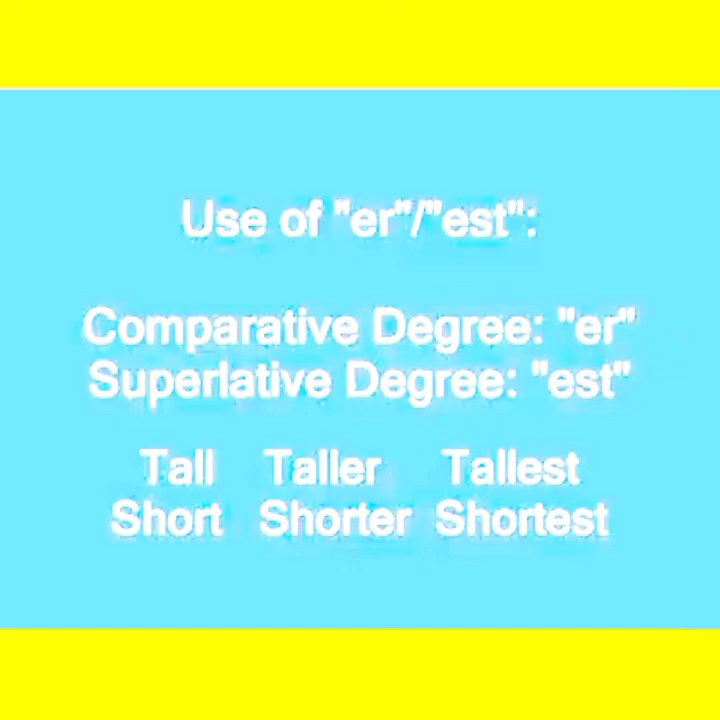 Use of "er"/"est":
Comparative Degree: "er"
Superlative Degree: "est"
Tall Taller Tallest
Short Shorter Shortest